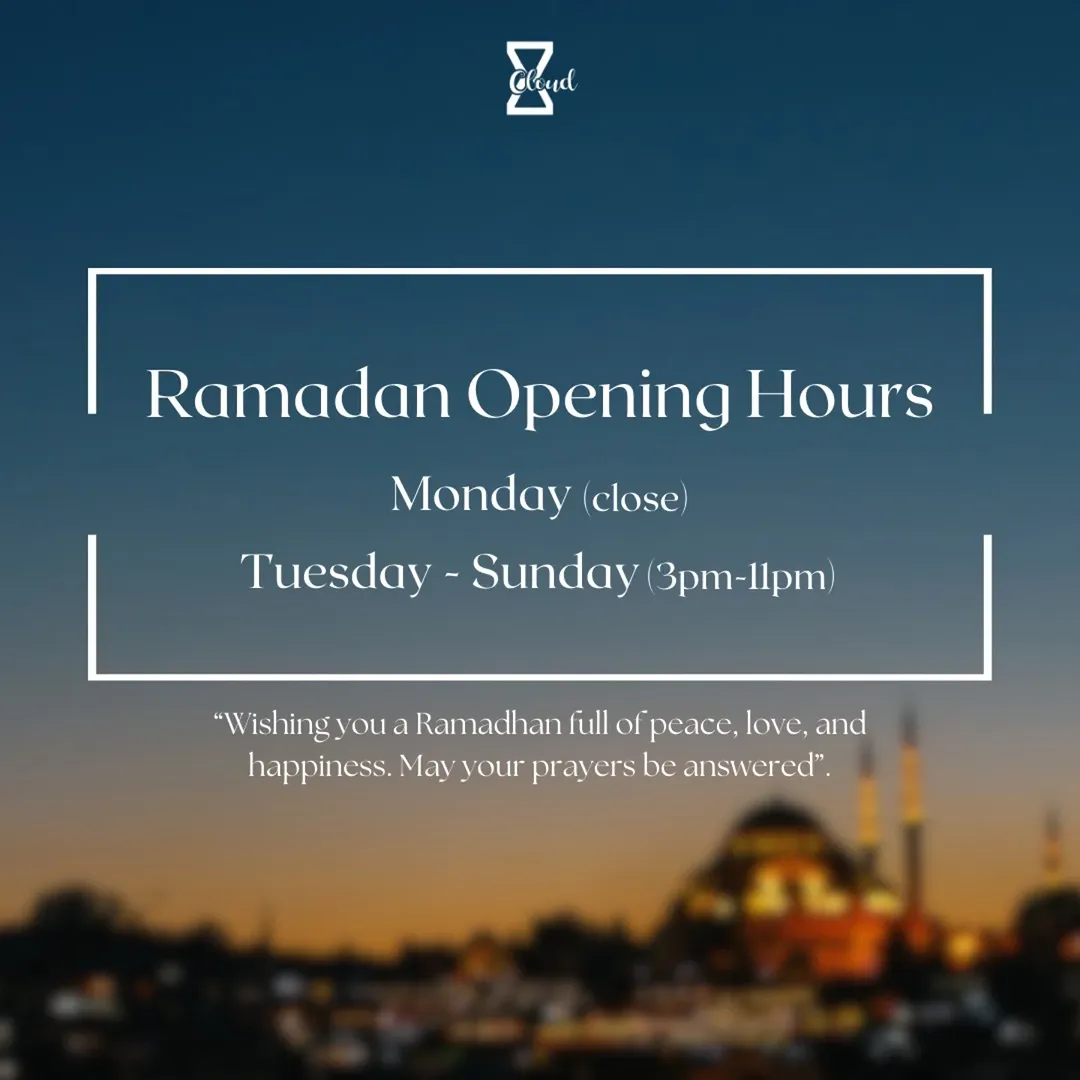 Cloud
Ramadan Opening Hours
Monday (close)
Tuesday - Sunday (3pm-11pm)
“Wishing you a Ramadhan full of peace, love, and
happiness. May your prayers be answered”.